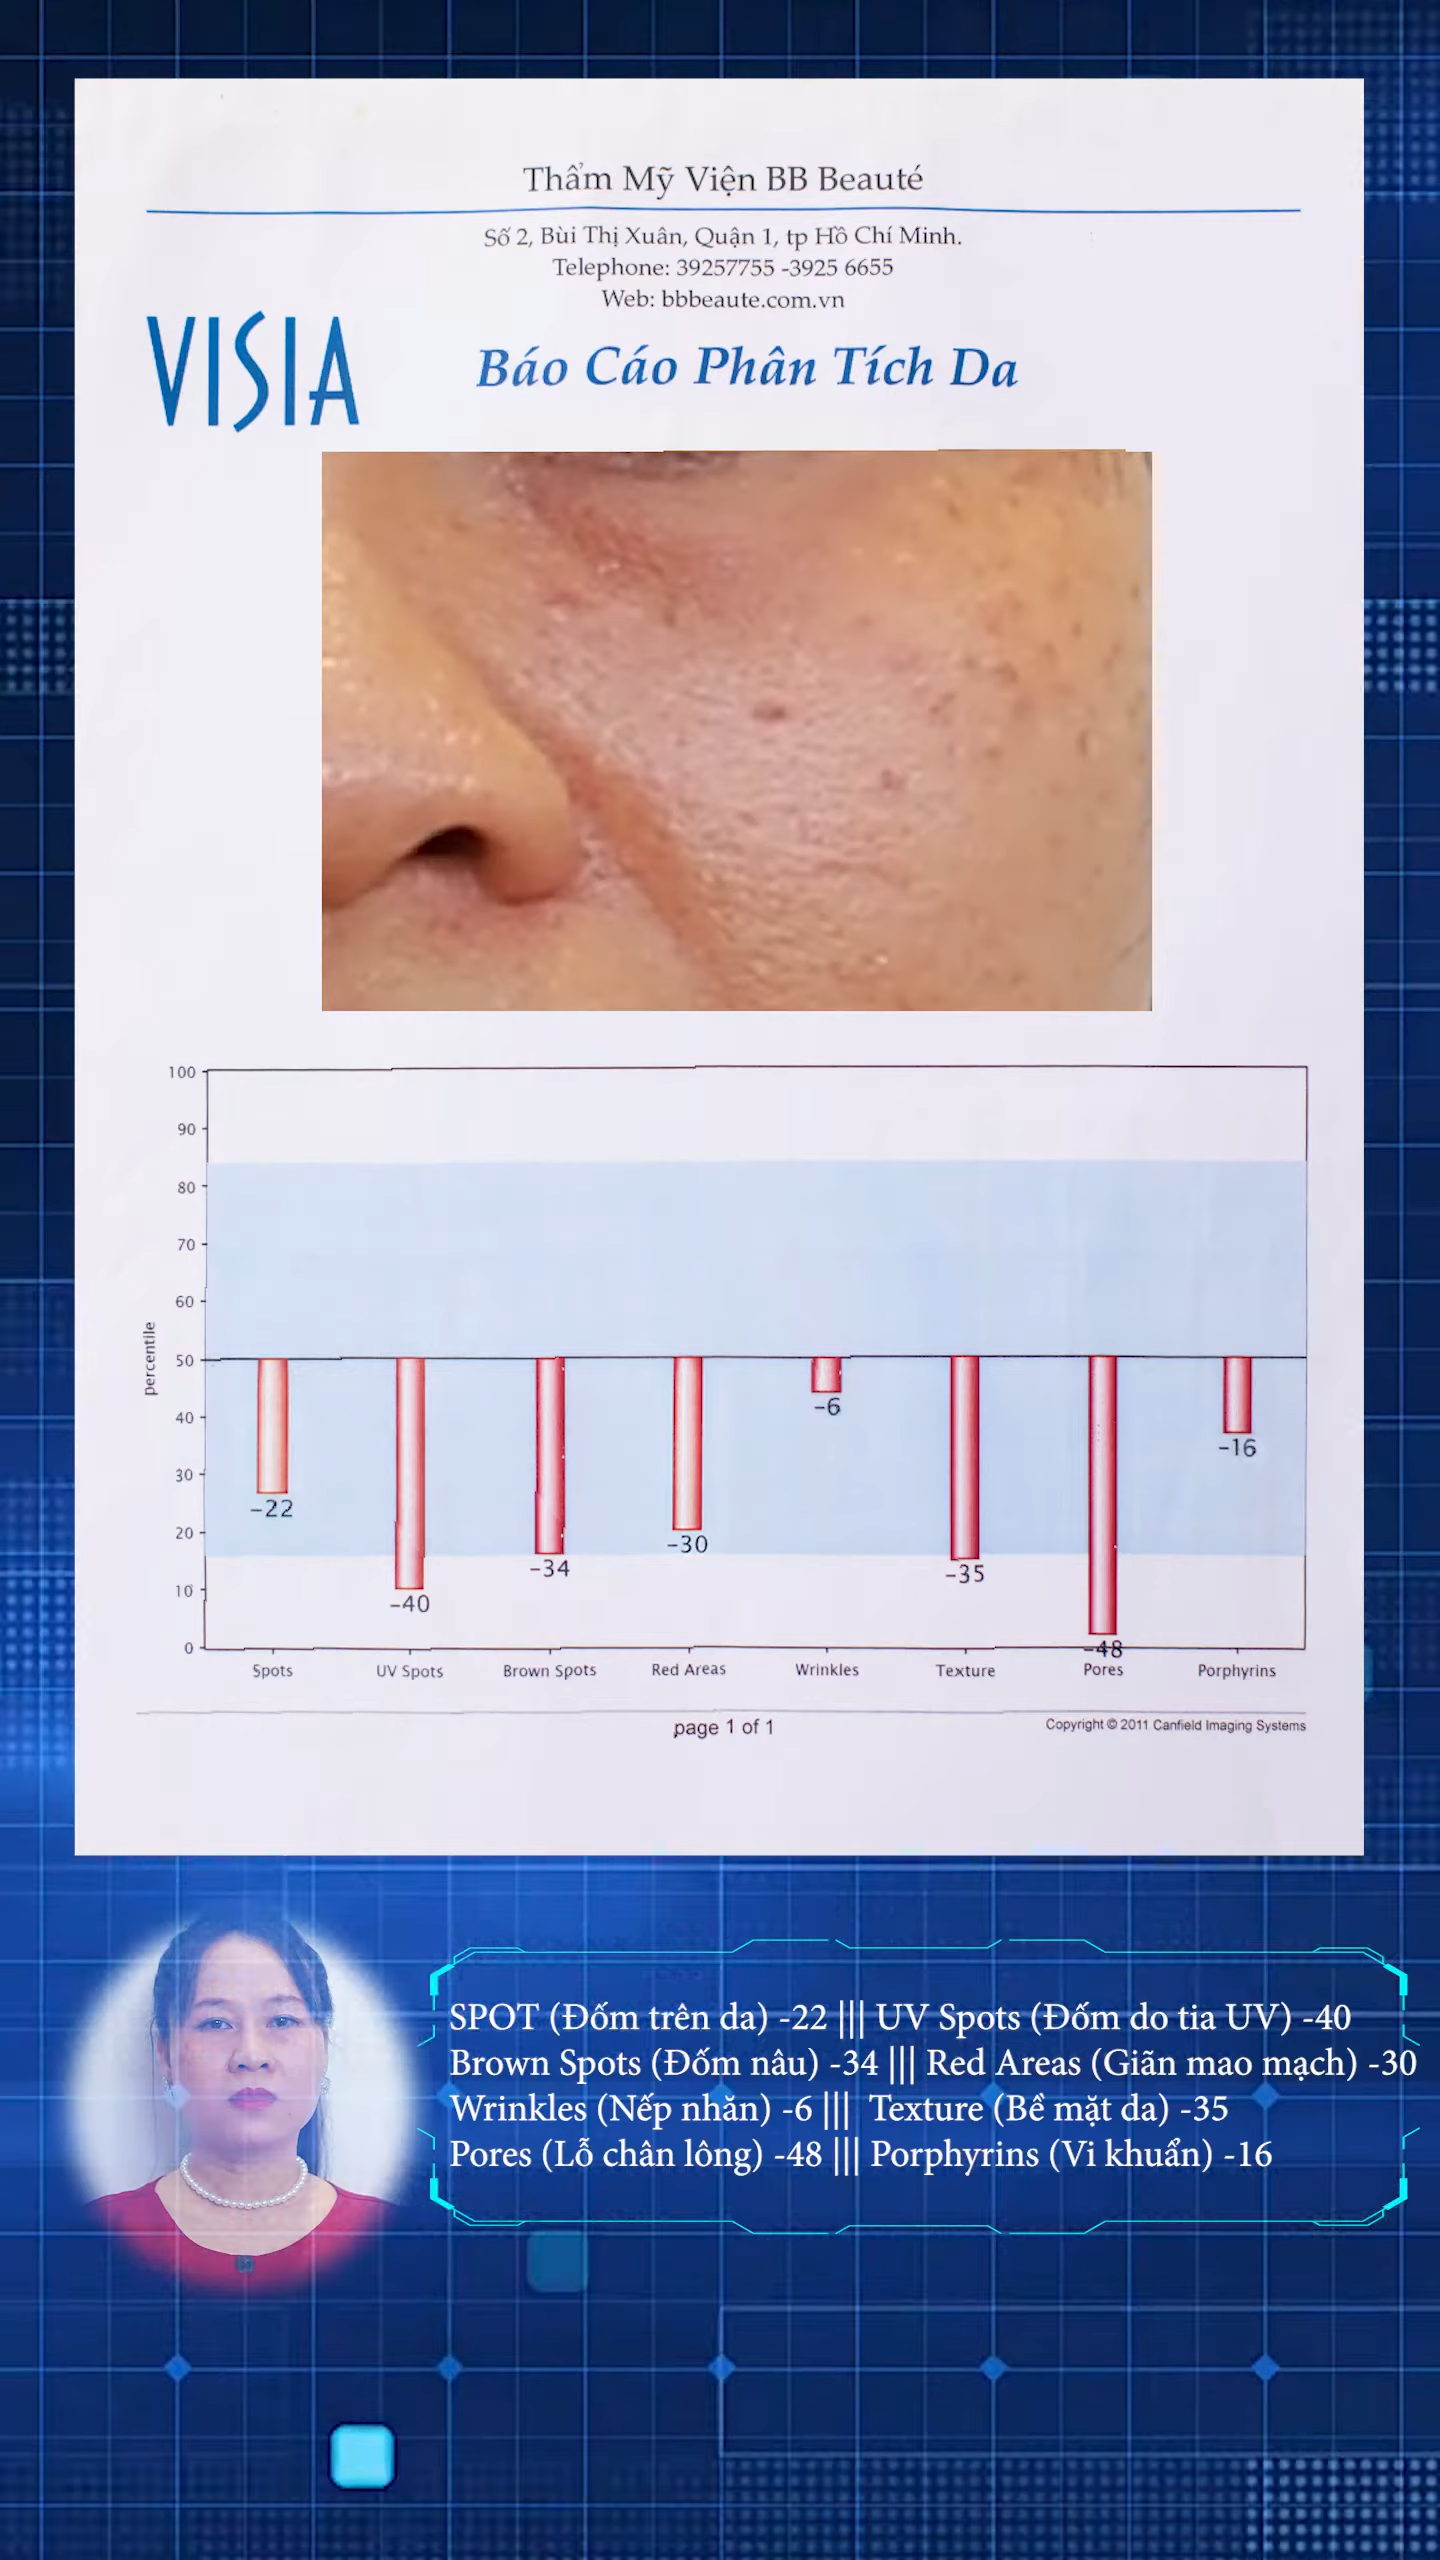 Thẩm Mỹ Viện BB Beauté
Số 2, Bùi Thị Xuân, Quận 1, tp Hồ Chí Minh.
Telephone: 39257755 -3925 6655
Web: bbbeaute.com.vn
VISIA
Báo Cáo Phân Tích Da
100
90
80
70
60
50
40
30
20
10
0
percentile
-22
-40
-34
-30
-6
-35
-48
-16
Spots UV Spots Brown Spots Red Areas Wrinkles Texture Pores Porphyrins
page 1 of 1
Copyright © 2011 Canfield Imaging Systems
SPOT (Đốm trên da) -22 ||| UV Spots (Đốm do tia UV) -40
Brown Spots (Đốm nâu) -34 ||| Red Areas (Giãn mao mạch) -30
Wrinkles (Nếp nhăn) -6 ||| Texture (Bề mặt da) -35
Pores (Lỗ chân lông) -48 ||| Porphyrins (Vi khuẩn) -16